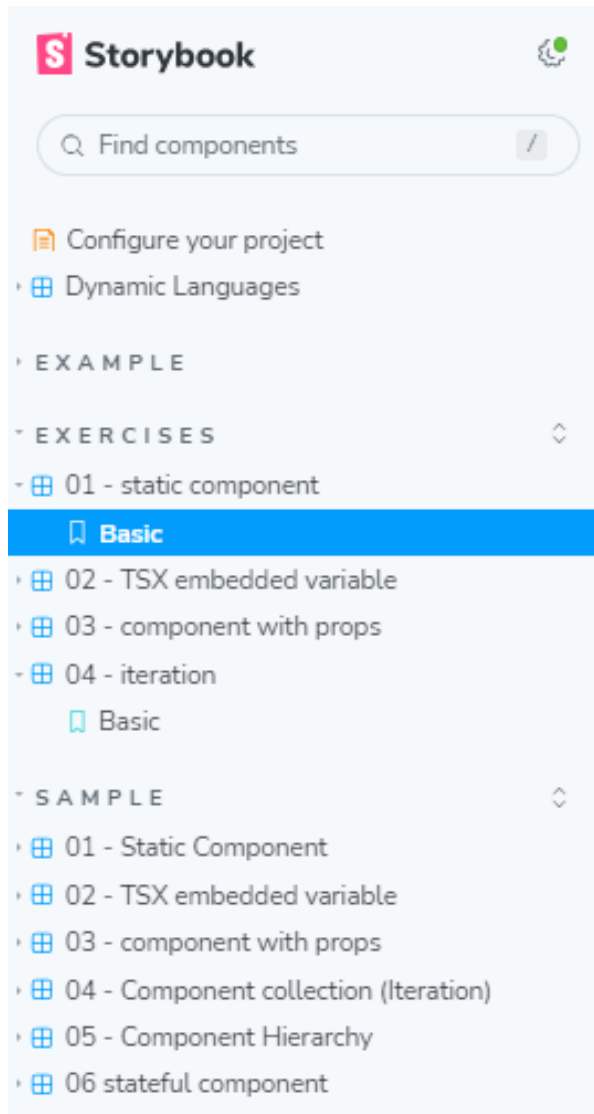 S Storybook
Find components /
Configure your project
Dynamic Languages
EXAMPLE
EXERCISES
01 - static component
Basic
02 - TSX embedded variable
03 - component with props
04 - iteration
Basic
SAMPLE
01 - Static Component
02 - TSX embedded variable
03 - component with props
04 - Component collection (Iteration)
05 - Component Hierarchy
06 stateful component